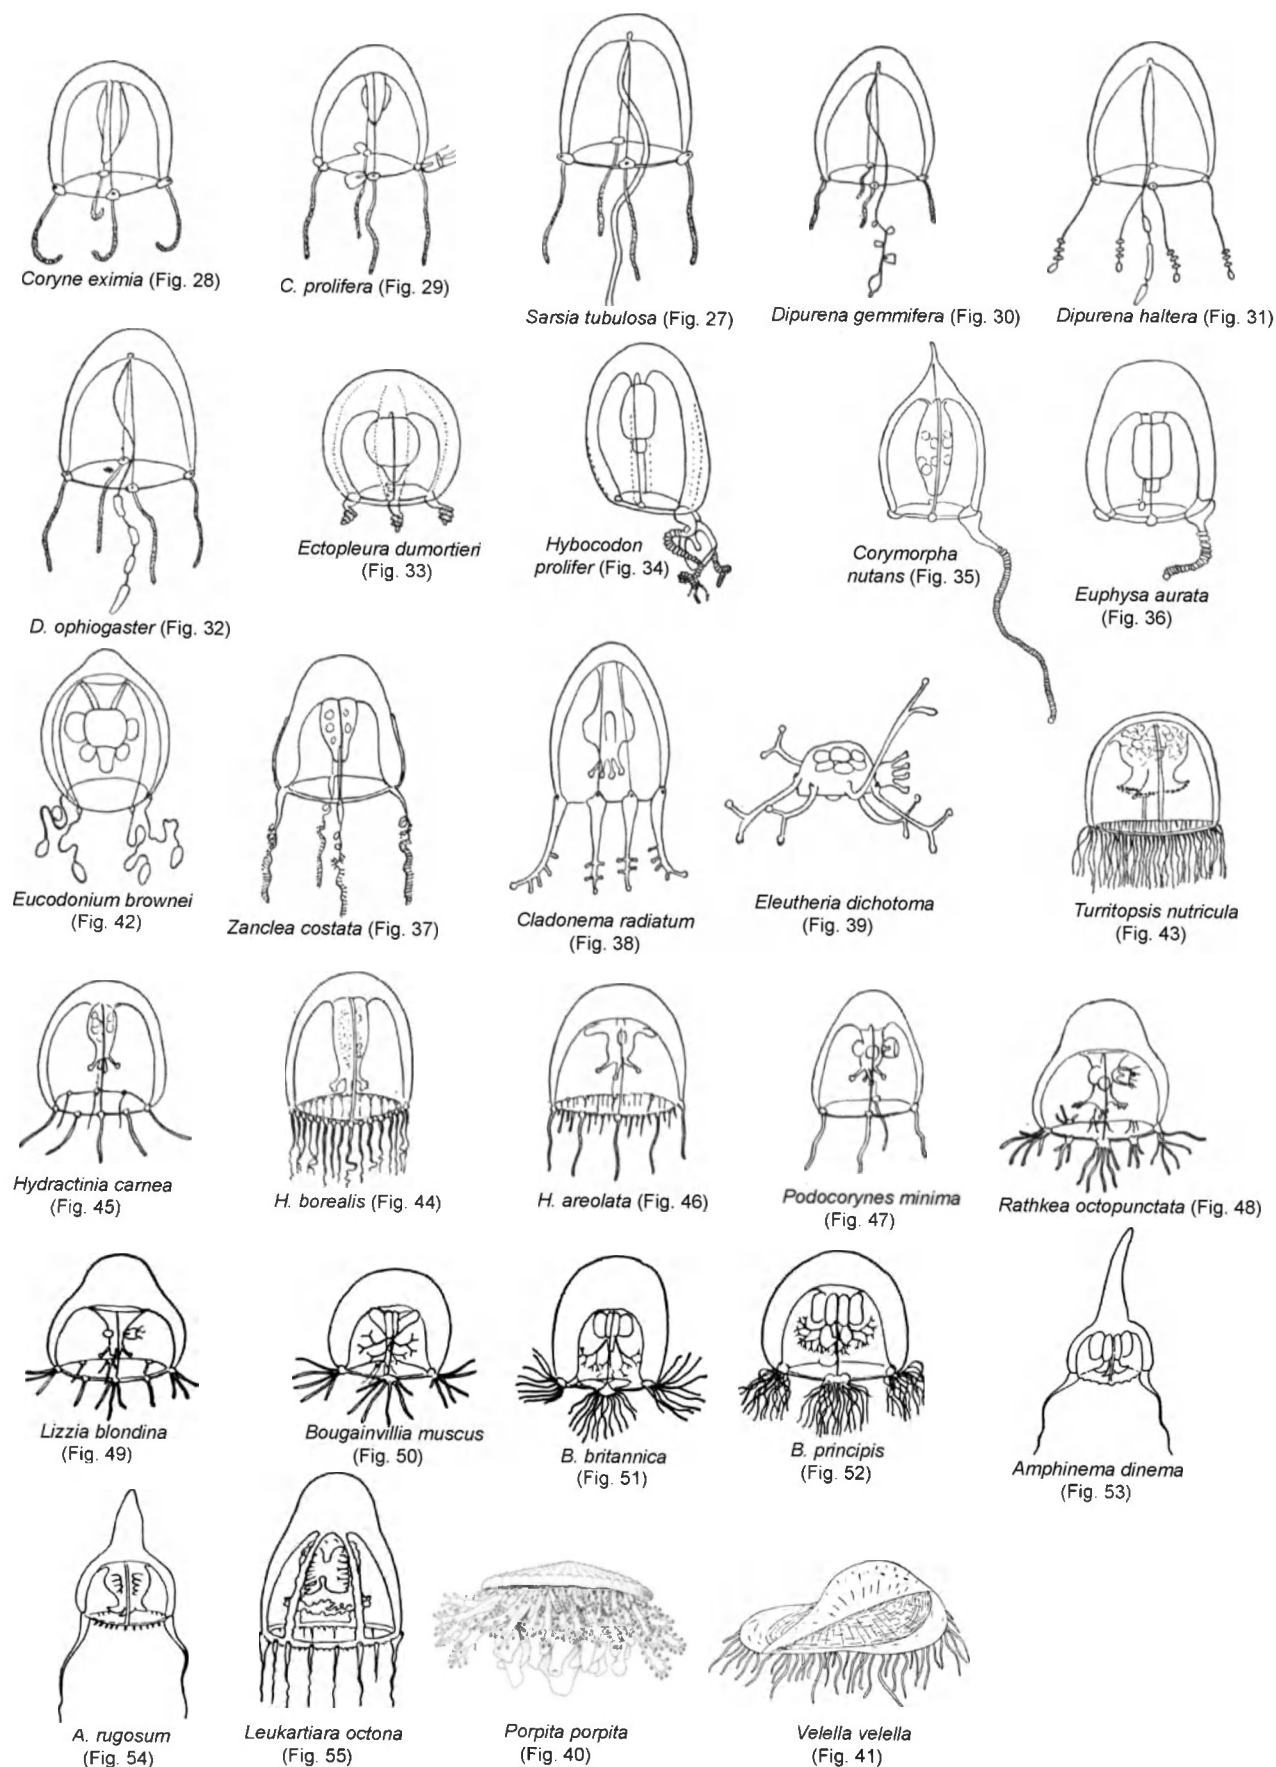 Coryne eximia (Fig. 28)
C. prolifera (Fig. 29)
Sarsia tubulosa (Fig. 27)
Dipurena gemmifera (Fig. 30)
Dipurena haltera (Fig. 31)
D. ophiogaster (Fig. 32)
Ectopleura dumortieri
(Fig. 33)
Hybocodon
prolifer (Fig. 34)
Corymorpha
nutans (Fig. 35)
Euphysa aurata
(Fig. 36)
Eucodonium brownei
(Fig. 42)
Zanclea costata (Fig. 37)
Cladonema radiatum
(Fig. 38)
Eleutheria dichotoma
(Fig. 39)
Turritopsis nutricula
(Fig. 43)
Hydractinia carnea
(Fig. 45)
H. borealis (Fig. 44)
H. areolata (Fig. 46)
Podocorynes minima
(Fig. 47)
Rathkea octopunctata (Fig. 48)
Lizzia blondina
(Fig. 49)
Bougainvillia muscus
(Fig. 50)
B. britannica
(Fig. 51)
B. principis
(Fig. 52)
Amphinema dinema
(Fig. 53)
A. rugosum
(Fig. 54)
Leukartiara octona
(Fig. 55)
Porpita porpita
(Fig. 40)
Velella velella
(Fig. 41)